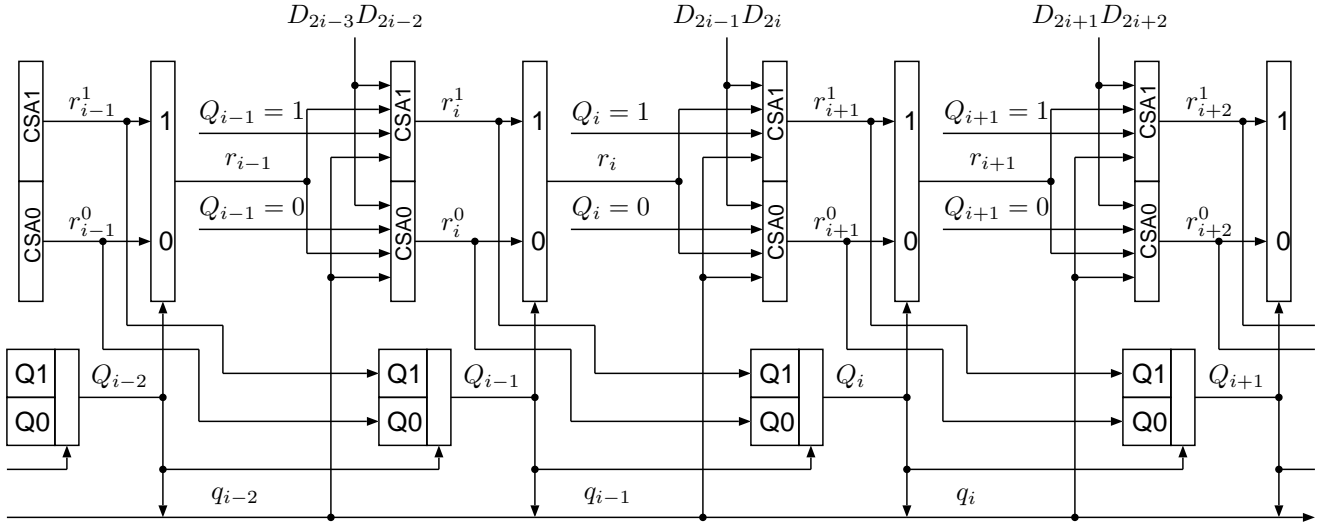 D_{2i−3}D_{2i−2} D_{2i−1}D_{2i} D_{2i+1}D_{2i+2}
CSA1 r^1_{i−1} 1 Q_{i−1} = 1 CSA1 r^1_i 1 Q_i = 1 CSA1 r^1_{i+1} 1 Q_{i+1} = 1 CSA1 r^1_{i+2} 1
r_{i−1} r_i r_{i+1}
CSA0 r^0_{i−1} 0 Q_{i−1} = 0 CSA0 r^0_i 0 Q_i = 0 CSA0 r^0_{i+1} 0 Q_{i+1} = 0 CSA0 r^0_{i+2} 0
Q1 Q_{i−2} Q1 Q_{i−1} Q1 Q_i Q1 Q_{i+1}
Q0 Q0 Q0 Q0
q_{i−2} q_{i−1} q_i